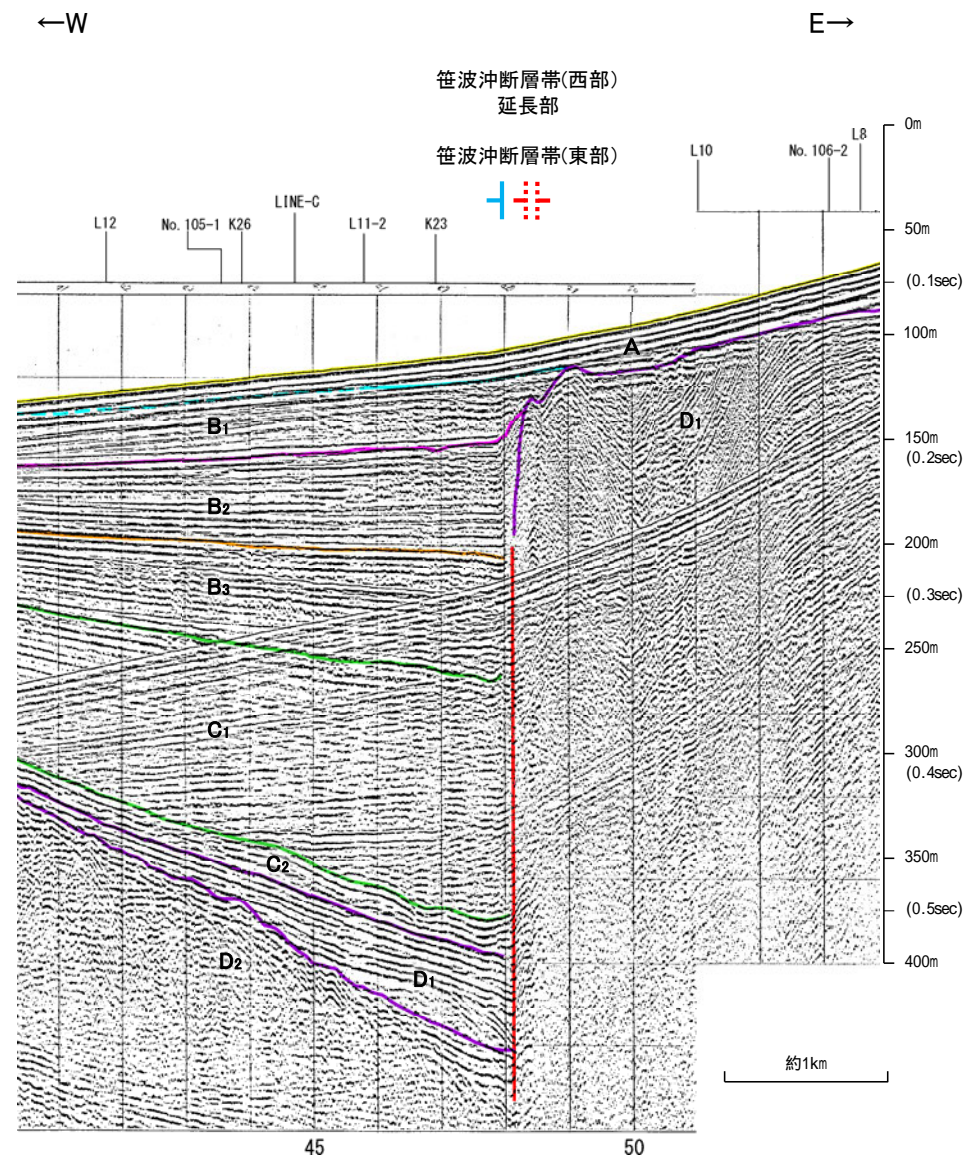 ←W
E→
笹波沖断層帯(西部)
延長部
笹波沖断層帯(東部)
L12
No. 105-1
K26
LINE-C
L11-2
K23
L10
No. 106-2
L8
0m
50m
(0.1sec)
100m
150m
(0.2sec)
200m
(0.3sec)
250m
300m
(0.4sec)
350m
(0.5sec)
400m
A
B1
D1
B2
B3
C1
C2
D2
D1
約1km
45
50